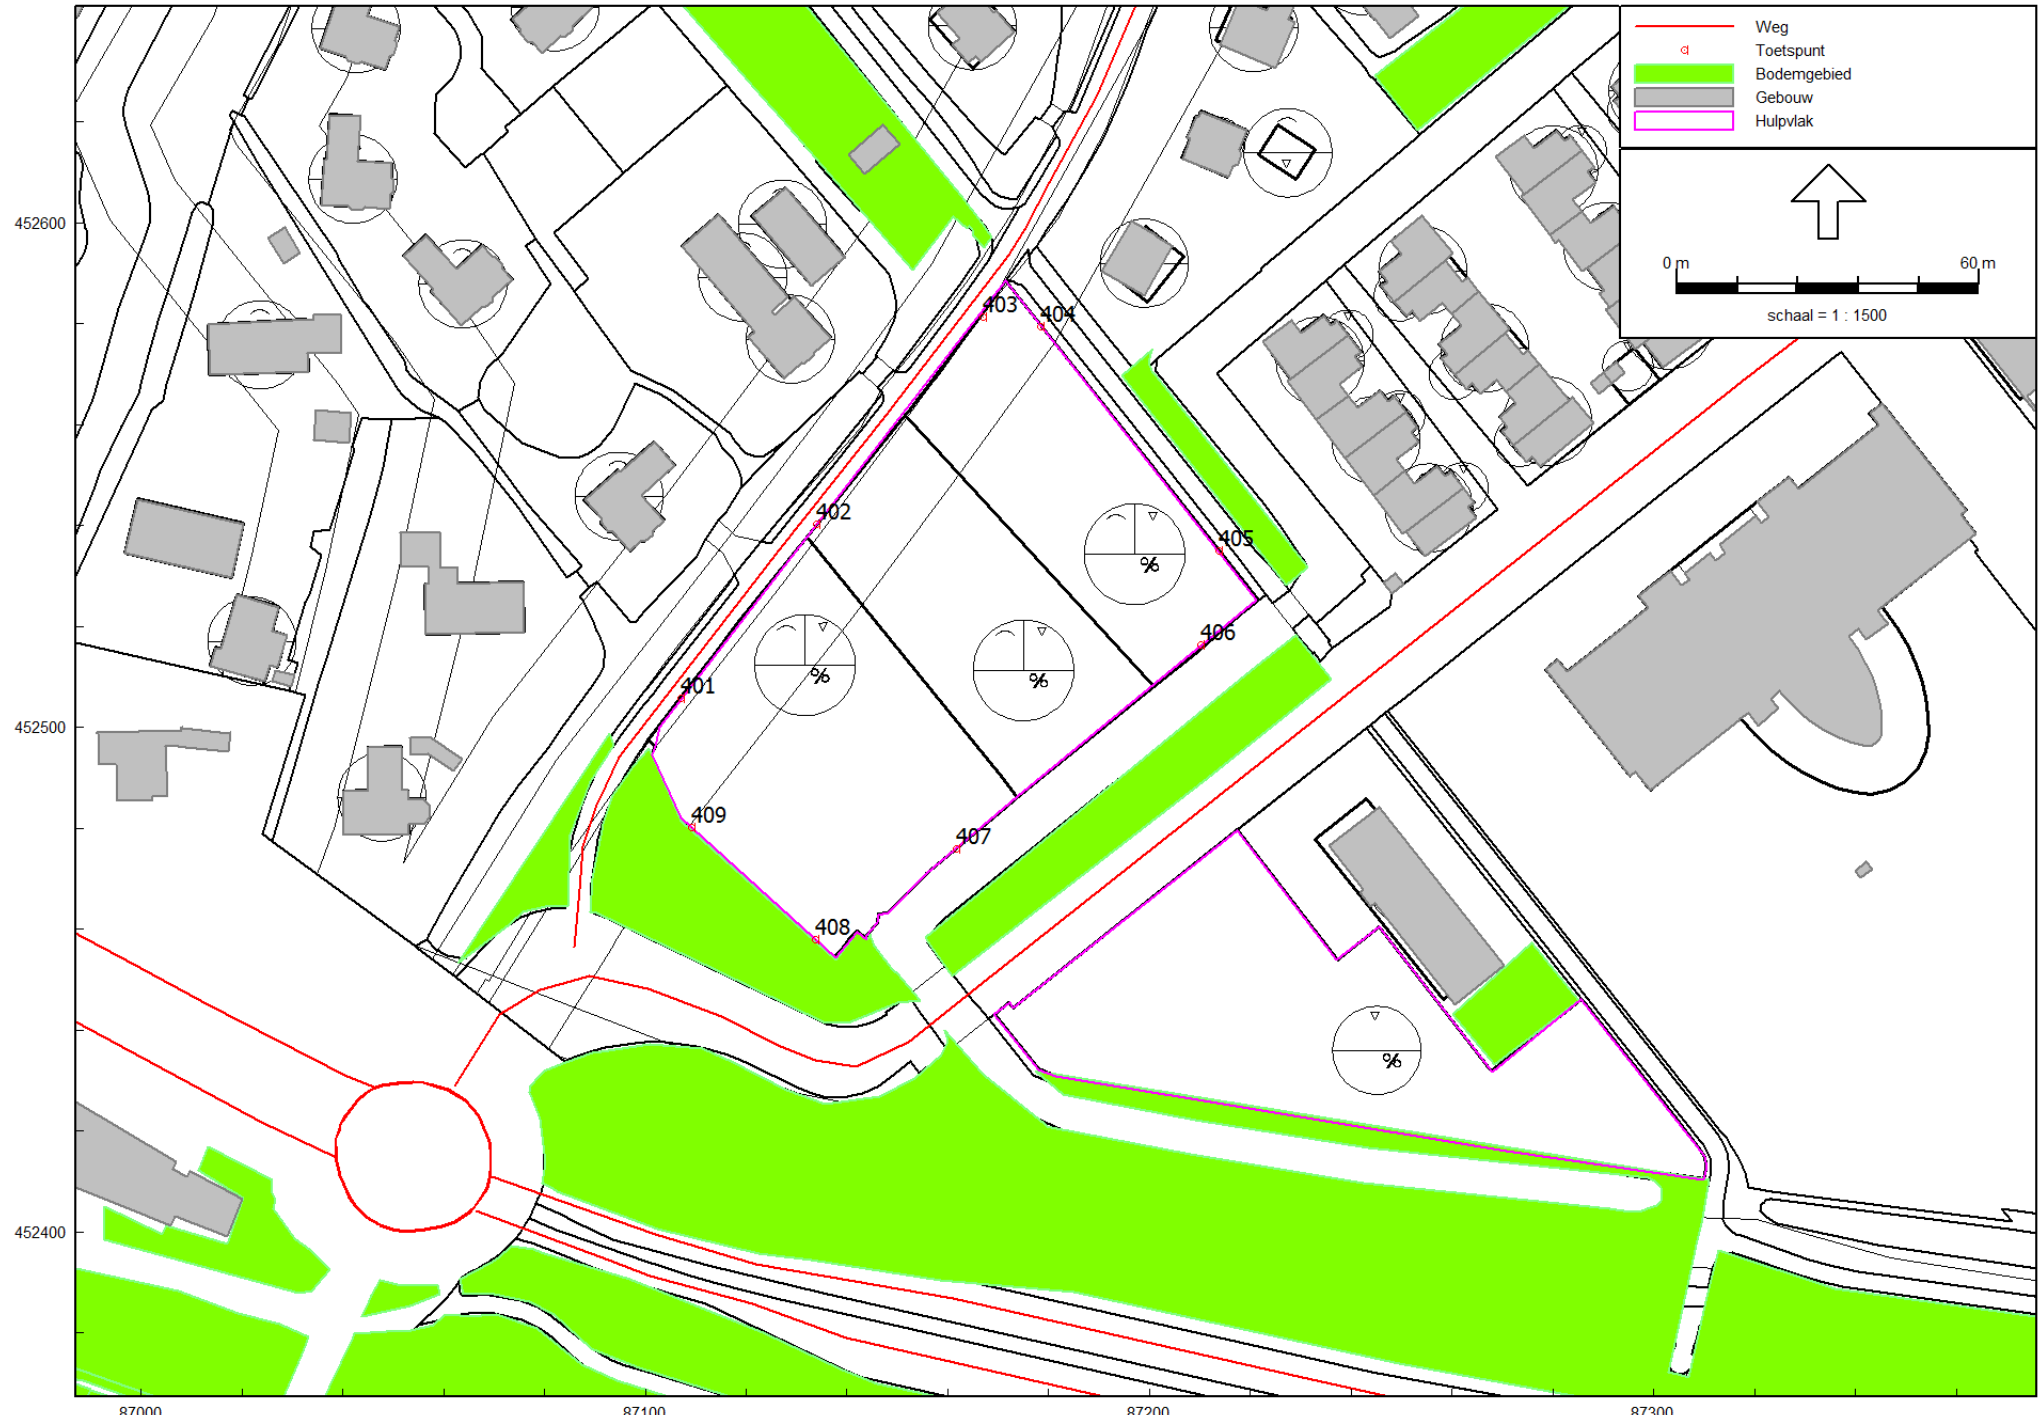 Weg
Toetspunt
Bodemgebied
Gebouw
Hulpvlak
0 m 60 m
schaal = 1 : 1500
452600
403
404
402
405
%
406
401
%
%
452500
409
407
408
%
452400
87000 87100 87200 87300